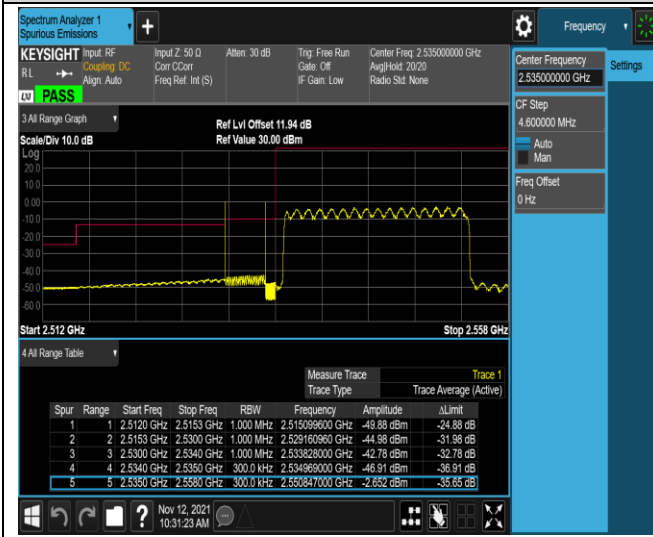 Spectrum Analyzer 1
Spurious Emissions
+
Frequency
KEYSIGHT Input: RF Input Z: 50 Ω Atten: 30 dB Trig: Free Run Center Freq: 2.535000000 GHz
RL Coupling: DC Corr CCorr Gate: Off Avg|Hold: 20/20
Align: Auto Freq Ref: Int (S) IF Gain: Low Radio Std: None
LXI PASS
Center Frequency
2.535000000 GHz
Settings
CF Step
4.600000 MHz
Auto
Man
Freq Offset
0 Hz
3 All Range Graph
Ref Lvl Offset 11.94 dB
Scale/Div 10.0 dB Ref Value 30.00 dBm
Log
20.0
10.0
0.00
-10.0
-20.0
-30.0
-40.0
-50.0
-60.0
Start 2.512 GHz Stop 2.558 GHz
4 All Range Table
Measure Trace Trace 1
Trace Type Trace Average (Active)
Spur Range Start Freq Stop Freq RBW Frequency Amplitude ΔLimit
1 1 2.5120 GHz 2.5153 GHz 1.000 MHz 2.515099600 GHz -49.88 dBm -24.88 dB
2 2 2.5153 GHz 2.5300 GHz 1.000 MHz 2.529160960 GHz -44.98 dBm -31.98 dB
3 3 2.5300 GHz 2.5340 GHz 1.000 MHz 2.533828000 GHz -42.78 dBm -32.78 dB
4 4 2.5340 GHz 2.5350 GHz 300.0 kHz 2.534969000 GHz -46.91 dBm -36.91 dB
5 5 2.5350 GHz 2.5580 GHz 300.0 kHz 2.550847000 GHz -2.652 dBm -35.65 dB
?
Nov 12, 2021
10:31:23 AM